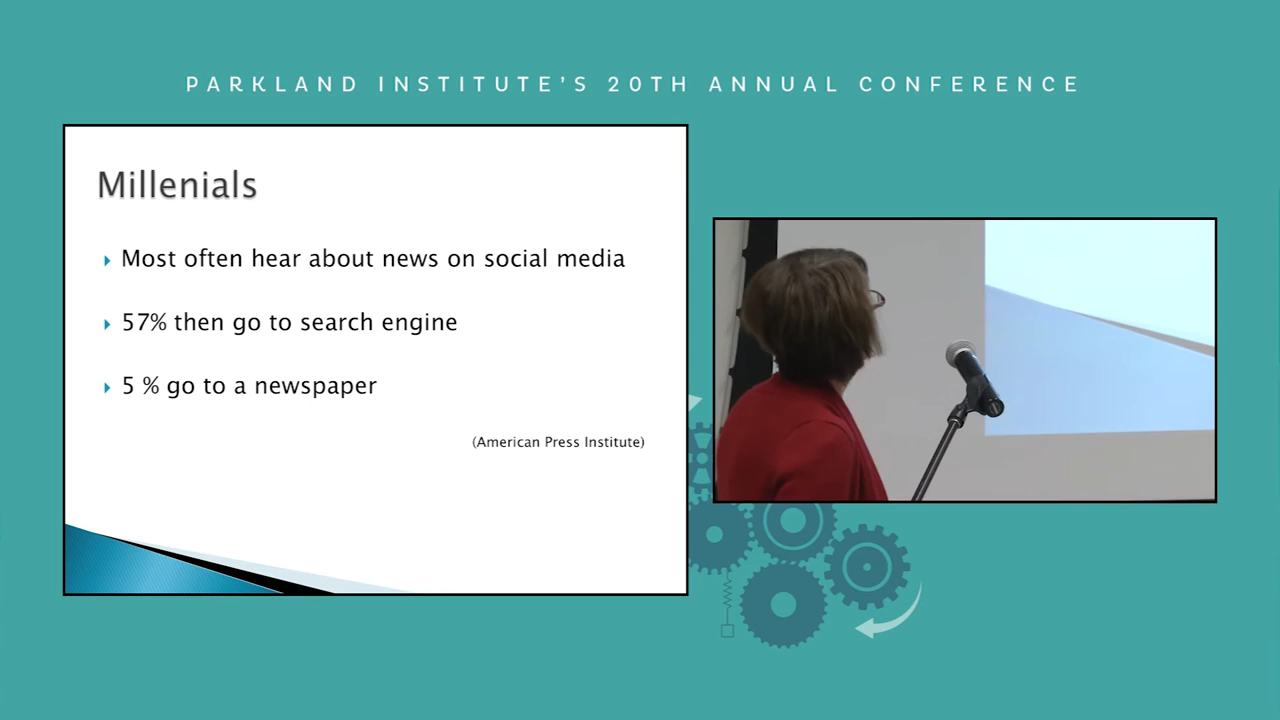 PARKLAND INSTITUTE'S 20TH ANNUAL CONFERENCE
Millenials
Most often hear about news on social media
57% then go to search engine
5 % go to a newspaper
(American Press Institute)